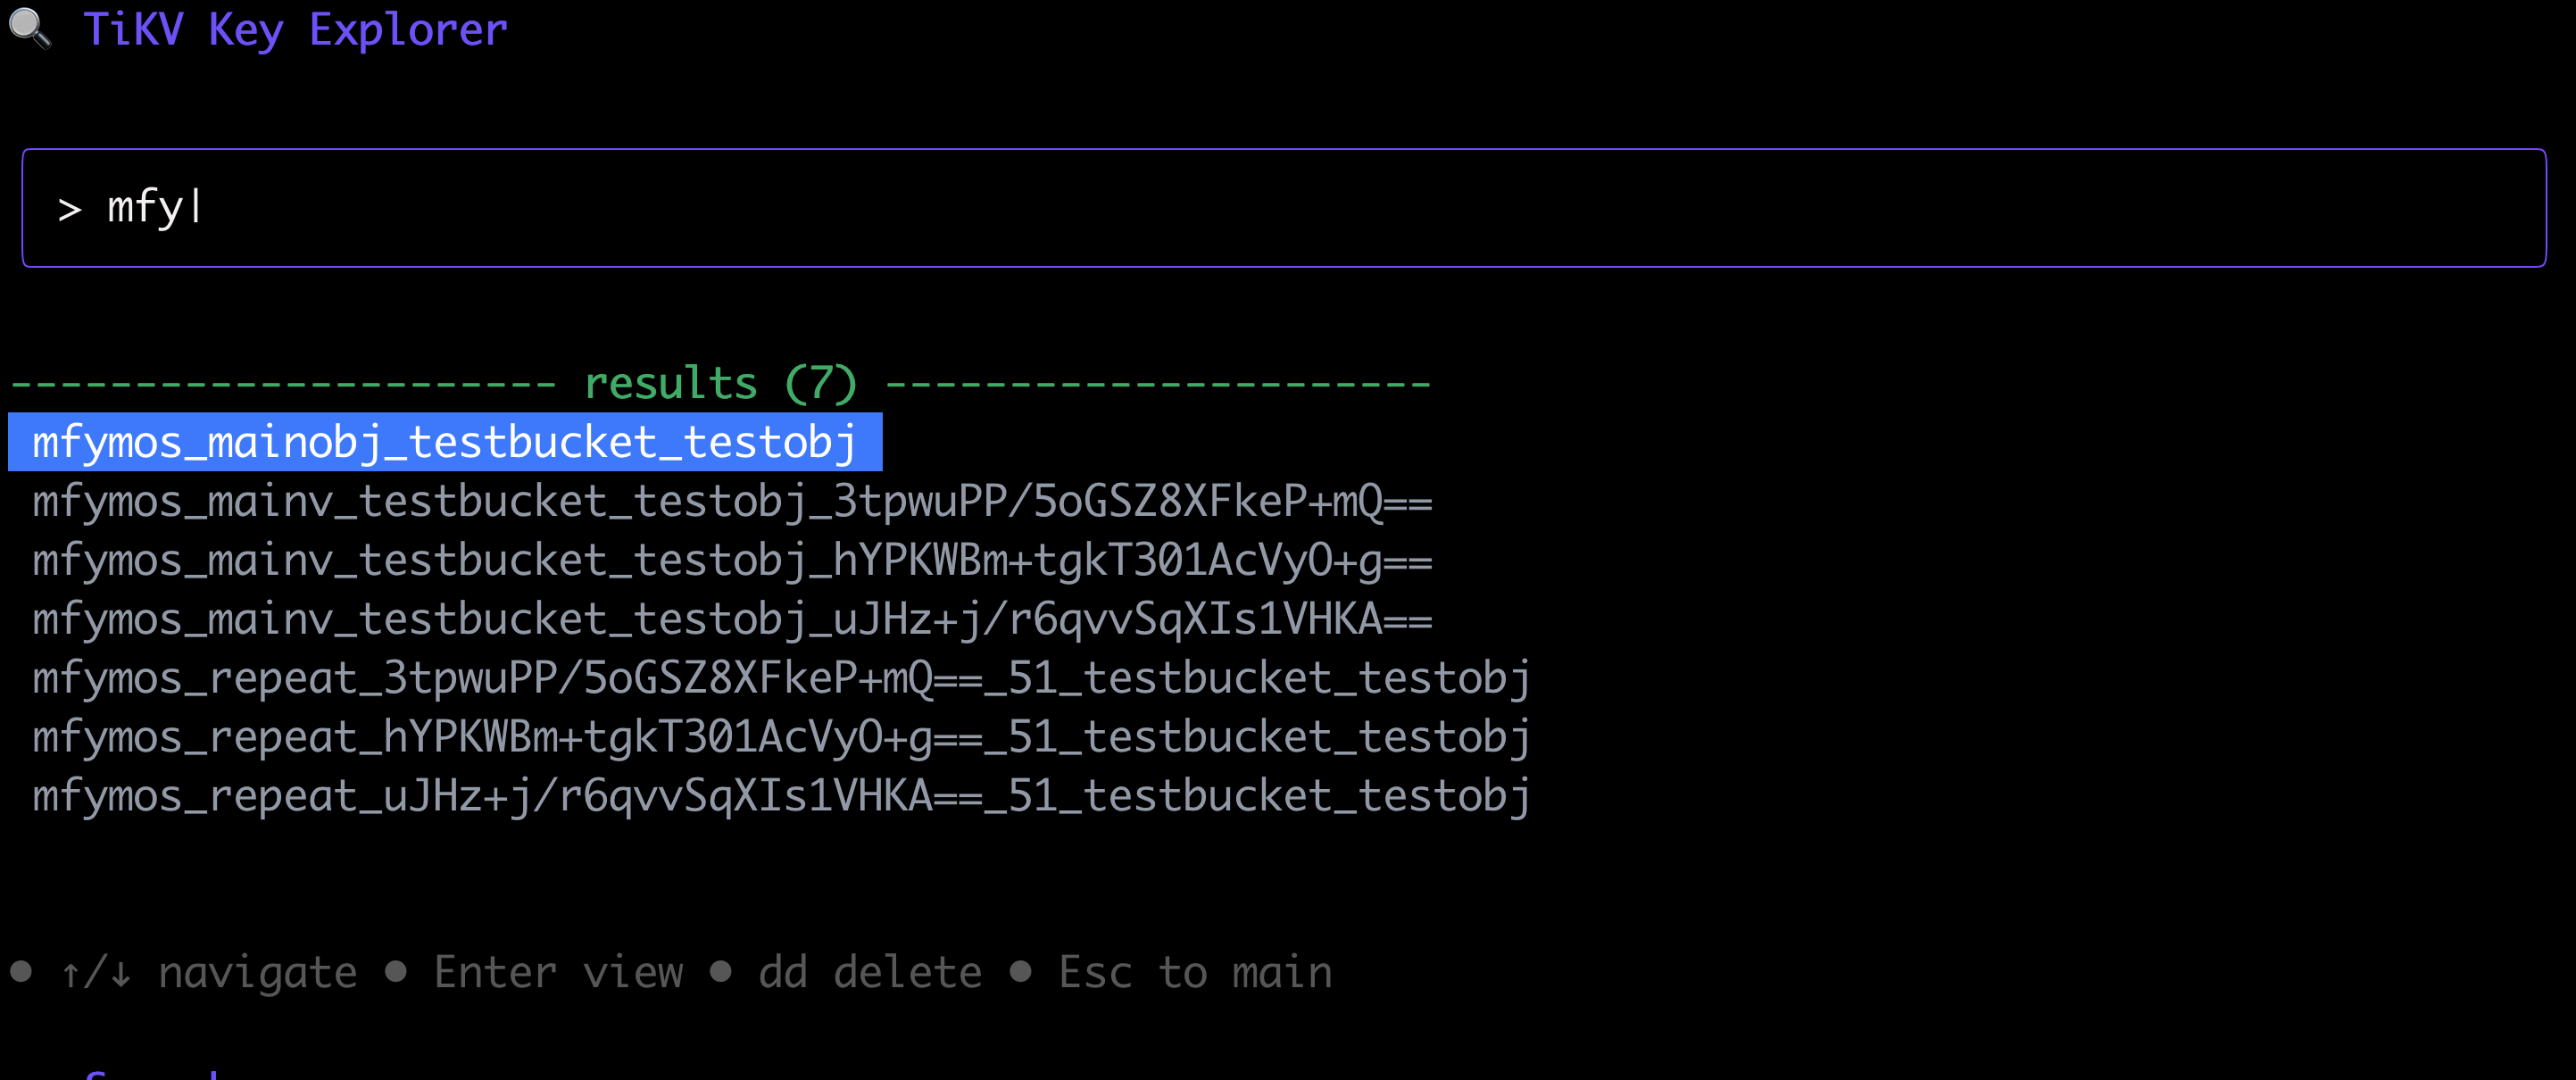 TiKV Key Explorer
> mfy
---------------------- results (7) ----------------------
mfymos_mainobj_testbucket_testobj
mfymos_mainv_testbucket_testobj_3tpwuPP/5oGSZ8XFkeP+mQ==
mfymos_mainv_testbucket_testobj_hYPKWBm+tgkT301AcVyO+g==
mfymos_mainv_testbucket_testobj_uJHz+j/r6qvvSqXIs1VHKA==
mfymos_repeat_3tpwuPP/5oGSZ8XFkeP+mQ==_51_testbucket_testobj
mfymos_repeat_hYPKWBm+tgkT301AcVyO+g==_51_testbucket_testobj
mfymos_repeat_uJHz+j/r6qvvSqXIs1VHKA==_51_testbucket_testobj
● ↑/↓ navigate ● Enter view ● dd delete ● Esc to main